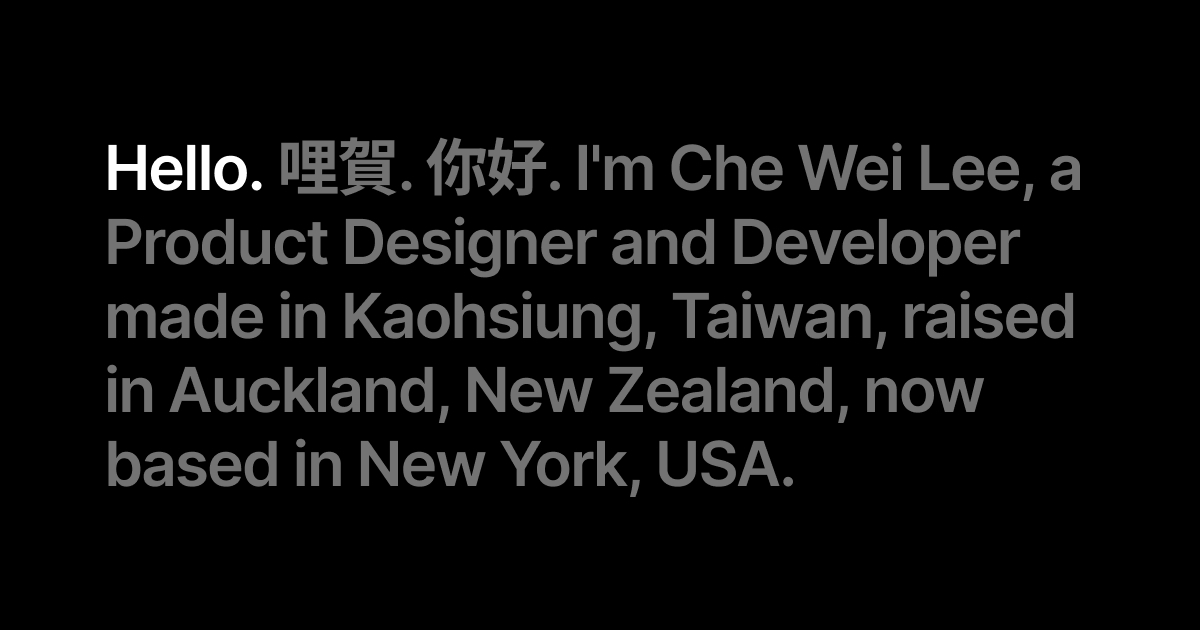 Hello. 哩賀. 你好. I'm Che Wei Lee, a
Product Designer and Developer
made in Kaohsiung, Taiwan, raised
in Auckland, New Zealand, now
based in New York, USA.